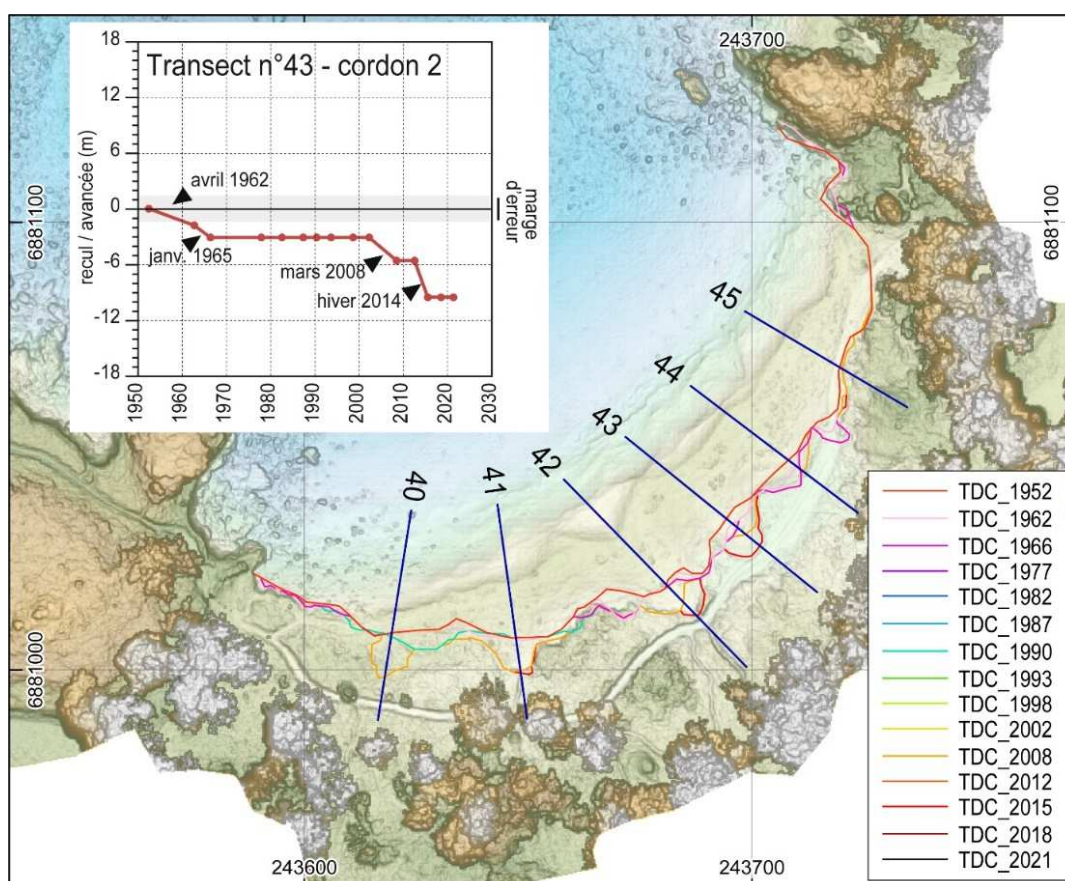 243700
18
Transect n°43 - cordon 2
12
6
avril 1962
0
janv. 1965
-6
mars 2008
hiver 2014
-12
-18
recul / avancée (m)
marge
d'erreur
1950
1960
1970
1980
1990
2000
2010
2020
2030
6881100
6881100
45
44
43
42
41
40
6881000
TDC_1952
TDC_1962
TDC_1966
TDC_1977
TDC_1982
TDC_1987
TDC_1990
TDC_1993
TDC_1998
TDC_2002
TDC_2008
TDC_2012
TDC_2015
TDC_2018
TDC_2021
243600
243700